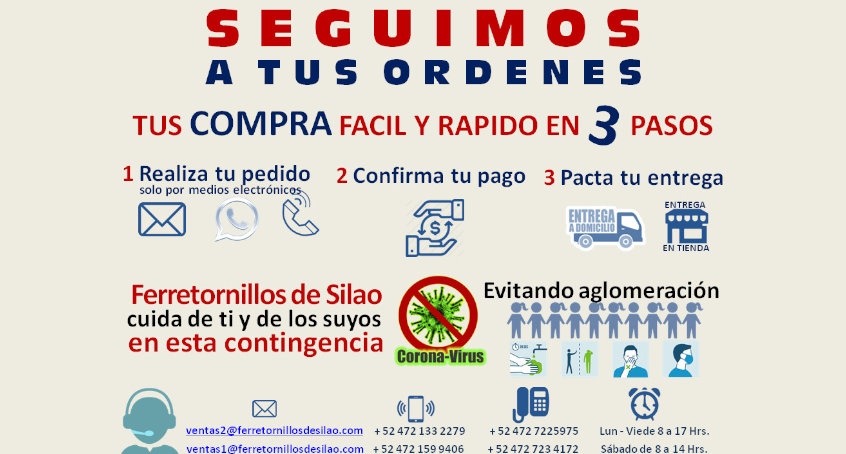 SEGUIMOS
A TUS ORDENES
TUS COMPRA FACIL Y RAPIDO EN 3 PASOS
1 Realiza tu pedido
solo por medios electrónicos
2 Confirma tu pago
3 Pacta tu entrega
ENTREGA
A DOMICILIO
ENTREGA
EN TIENDA
Ferretornillos de Silao
cuida de ti y de los suyos
en esta contingencia
Corona-Virus
Evitando aglomeración
ventas2@ferretornillosdesilao.com + 52 472 133 2279 + 52 472 7225975 Lun - Viede 8 a 17 Hrs.
ventas1@ferretornillosdesilao.com + 52 472 159 9406 + 52 472 723 4172 Sábado de 8 a 14 Hrs.